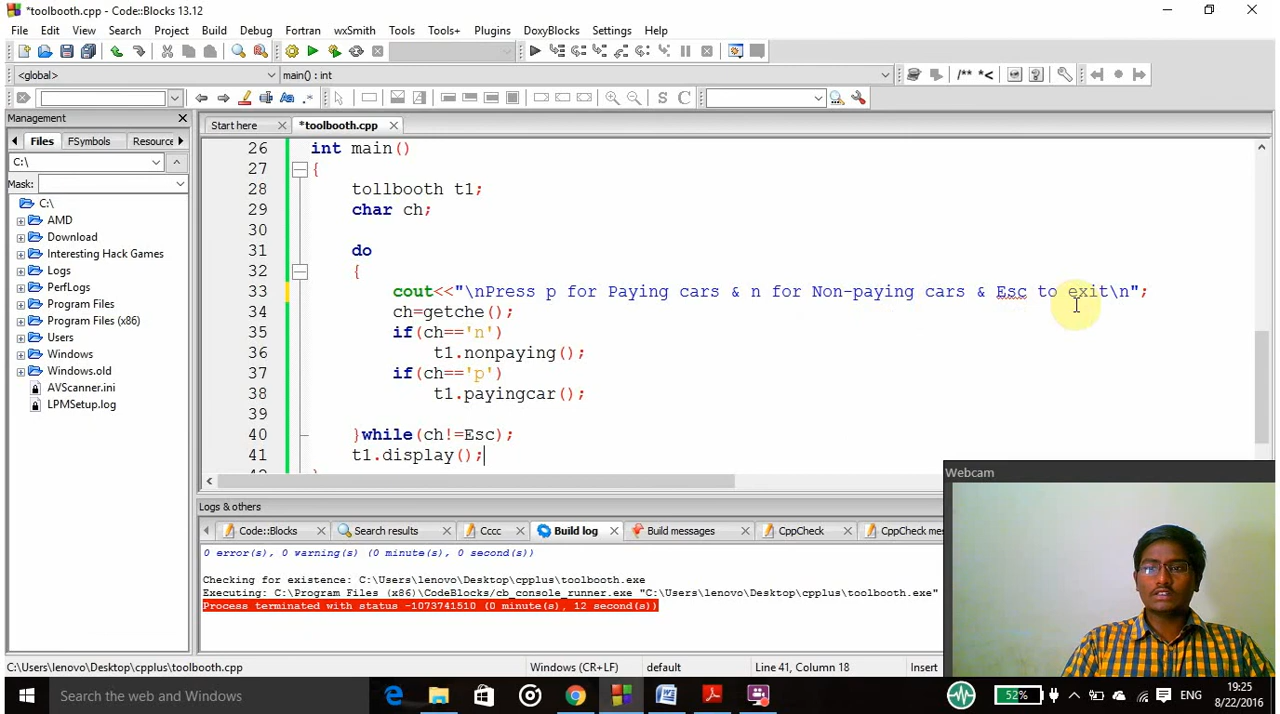 *toolbooth.cpp - Code::Blocks 13.12
File Edit View Search Project Build Debug Fortran wxSmith Tools Tools+ Plugins DoxyBlocks Settings Help
<global> main() : int
/** *<
S C
Management
Files FSymbols Resource
C:\
Mask:
C:\
AMD
Download
Interesting Hack Games
Logs
PerfLogs
Program Files
Program Files (x86)
Users
Windows
Windows.old
AVScanner.ini
LPMSetup.log
Start here *toolbooth.cpp
26 int main()
27 {
28 tollbooth t1;
29 char ch;
30
31 do
32 {
33 cout<<"\nPress p for Paying cars & n for Non-paying cars & Esc to exit\n";
34 ch=getche();
35 if(ch=='n')
36 t1.nonpaying();
37 if(ch=='p')
38 t1.payingcar();
39
40 }while(ch!=Esc);
41 t1.display();
Webcam
Logs & others
Code::Blocks Search results Cccc Build log Build messages CppCheck CppCheck me
0 error(s), 0 warning(s) (0 minute(s), 0 second(s))
Checking for existence: C:\Users\lenovo\Desktop\cpplus\toolbooth.exe
Executing: C:\Program Files (x86)\CodeBlocks/cb_console_runner.exe "C:\Users\lenovo\Desktop\cpplus\toolbooth.exe"
Process terminated with status -1073741510 (0 minute(s), 12 second(s))
C:\Users\lenovo\Desktop\cpplus\toolbooth.cpp Windows (CR+LF) default Line 41, Column 18 Insert
Search the web and Windows
52%
ENG
19:25
8/22/2016